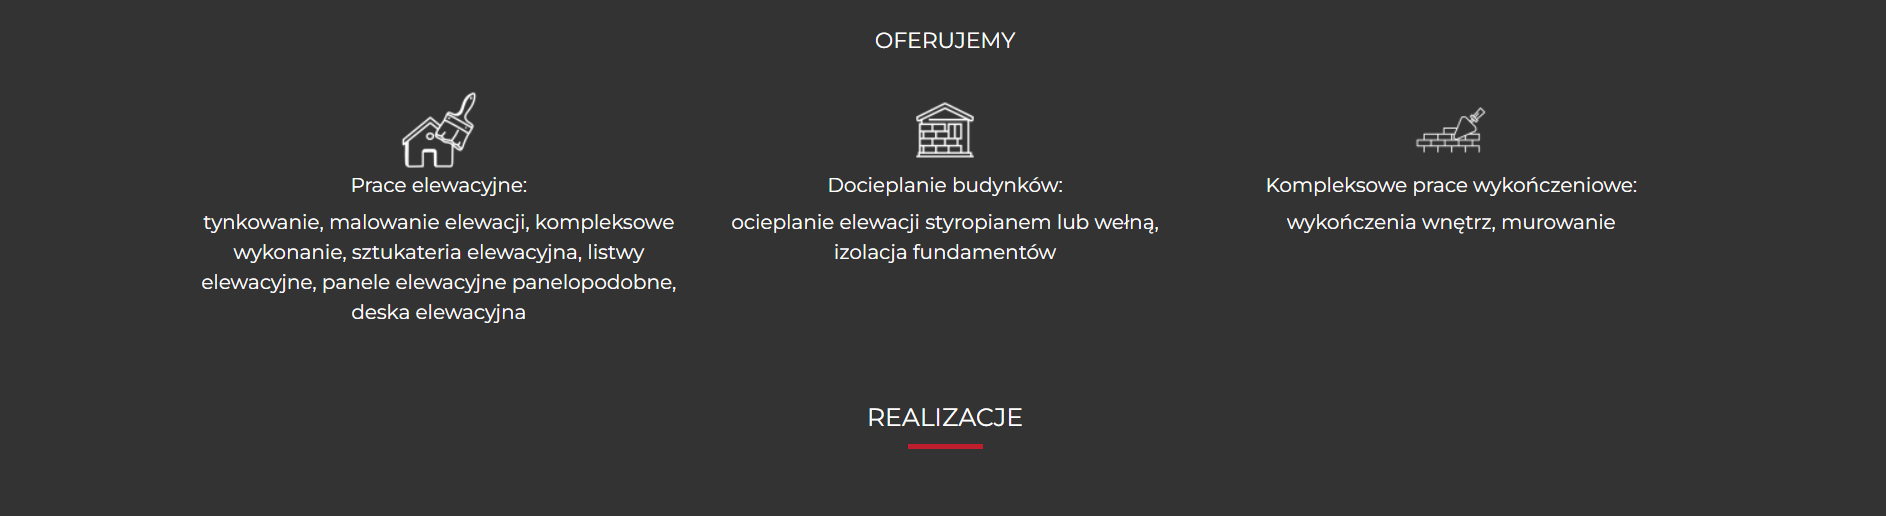 OFERUJEMY
Prace elewacyjne:
tynkowanie, malowanie elewacji, kompleksowe
wykonanie, sztukateria elewacyjna, listwy
elewacyjne, panele elewacyjne panelopodobne,
deska elewacyjna
Docieplanie budynków:
ocieplanie elewacji styropianem lub wełną,
izolacja fundamentów
Kompleksowe prace wykończeniowe:
wykończenia wnętrz, murowanie
REALIZACJE